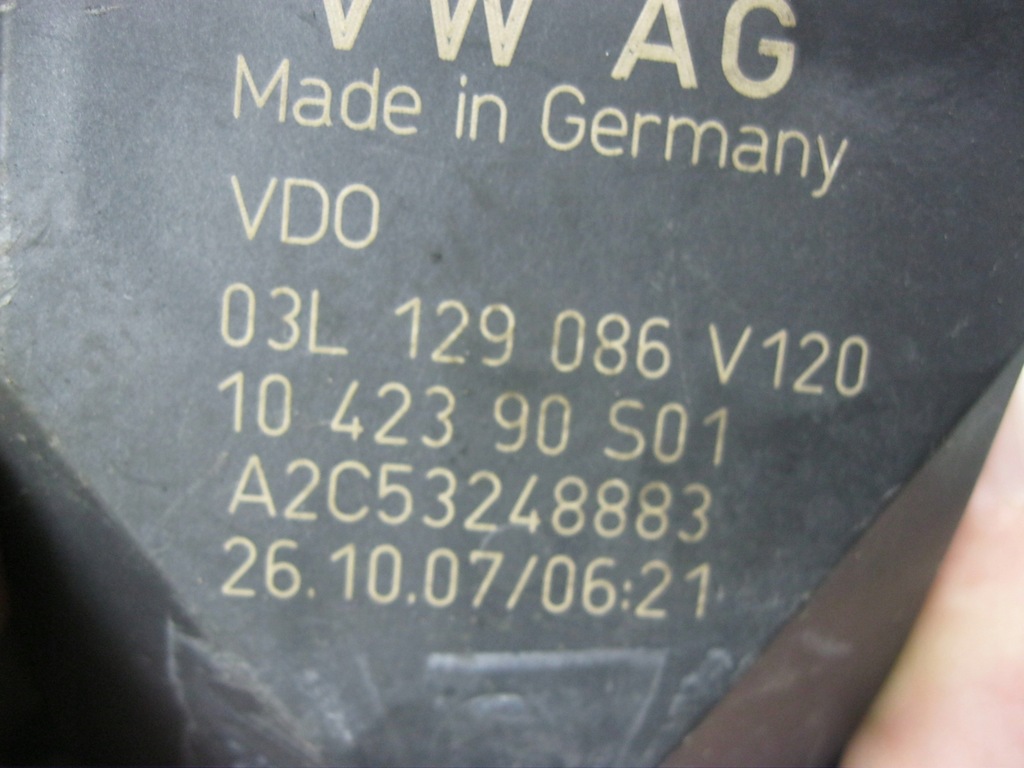 VW AG
Made in Germany
VDO
03L 129 086 V120
10 423 90 S01
A2C53248883
26.10.07/06:21